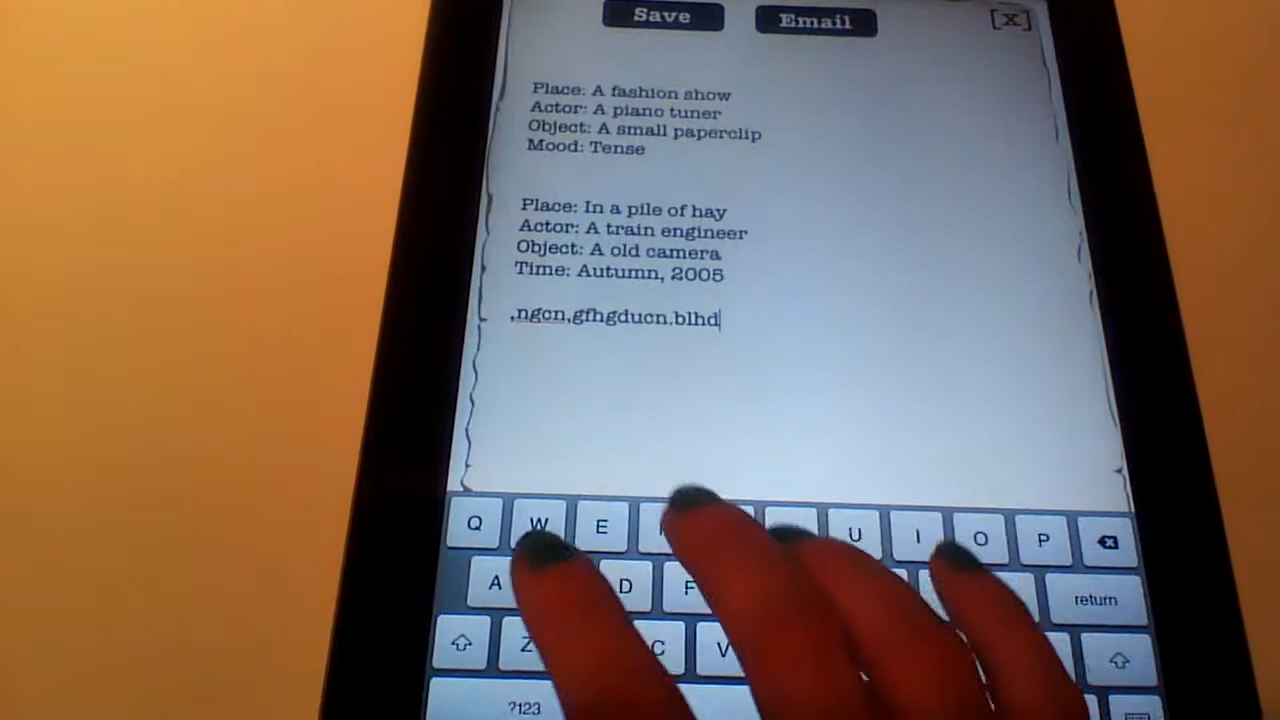 Save Email [X]
Place: A fashion show
Actor: A piano tuner
Object: A small paperclip
Mood: Tense
Place: In a pile of hay
Actor: A train engineer
Object: A old camera
Time: Autumn, 2005
,ngcn,gfhgducn.blhd
Q W E U I O P
A D F return
Z C V
?123